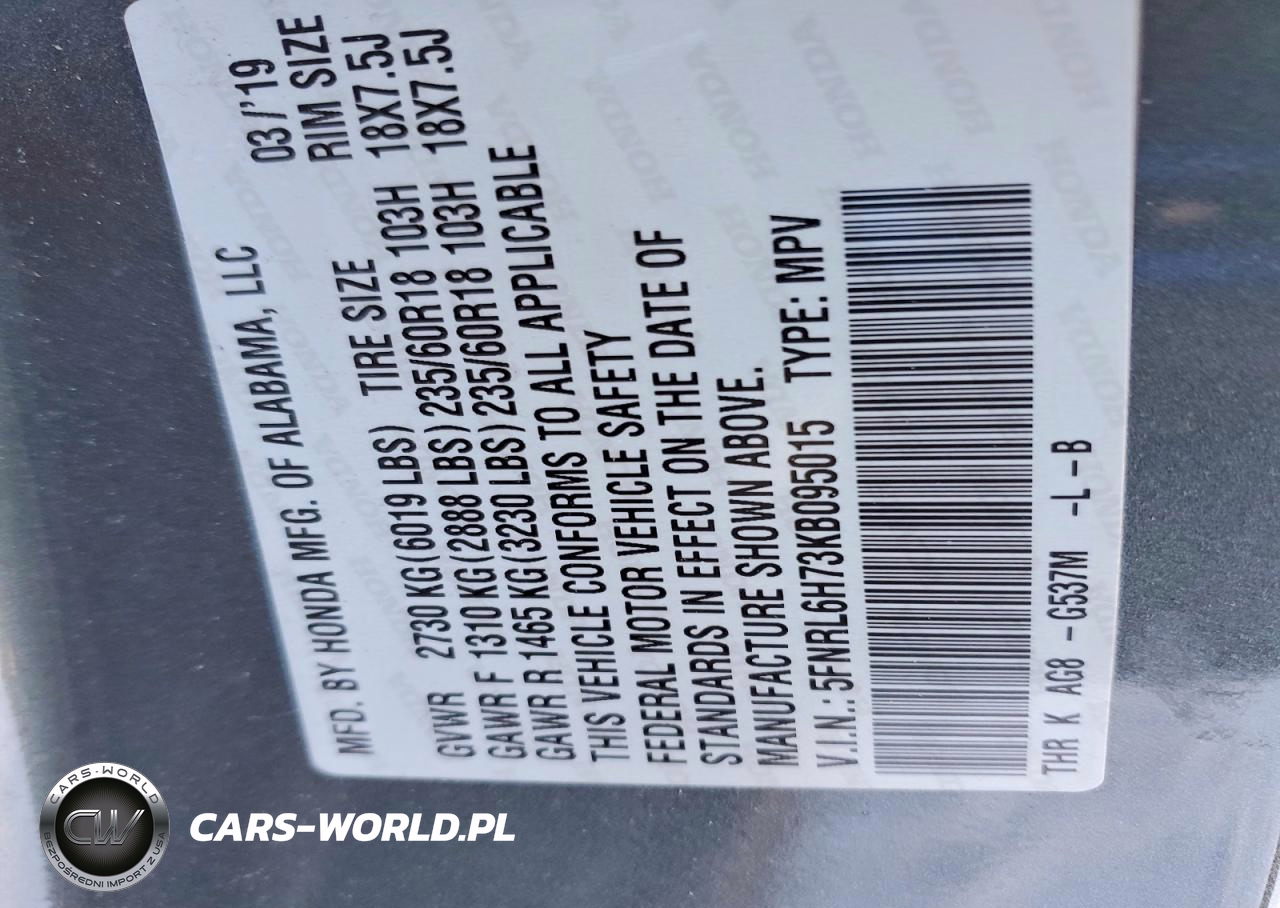 MFD. BY HONDA MFG. OF ALABAMA, LLC 03/'19
TIRE SIZE RIM SIZE
GVWR 2730 KG(6019 LBS)
GAWR F 1310 KG(2888 LBS) 235/60R18 103H 18X7.5J
GAWR R 1465 KG(3230 LBS) 235/60R18 103H 18X7.5J
THIS VEHICLE CONFORMS TO ALL APPLICABLE
FEDERAL MOTOR VEHICLE SAFETY
STANDARDS IN EFFECT ON THE DATE OF
MANUFACTURE SHOWN ABOVE.
V.I.N.:5FNRL6H73KB095015 TYPE: MPV
THR K AG8 -G537M -L-B
CARS-WORLD
CW
BEZPOŚREDNI IMPORT Z USA
CARS-WORLD.PL